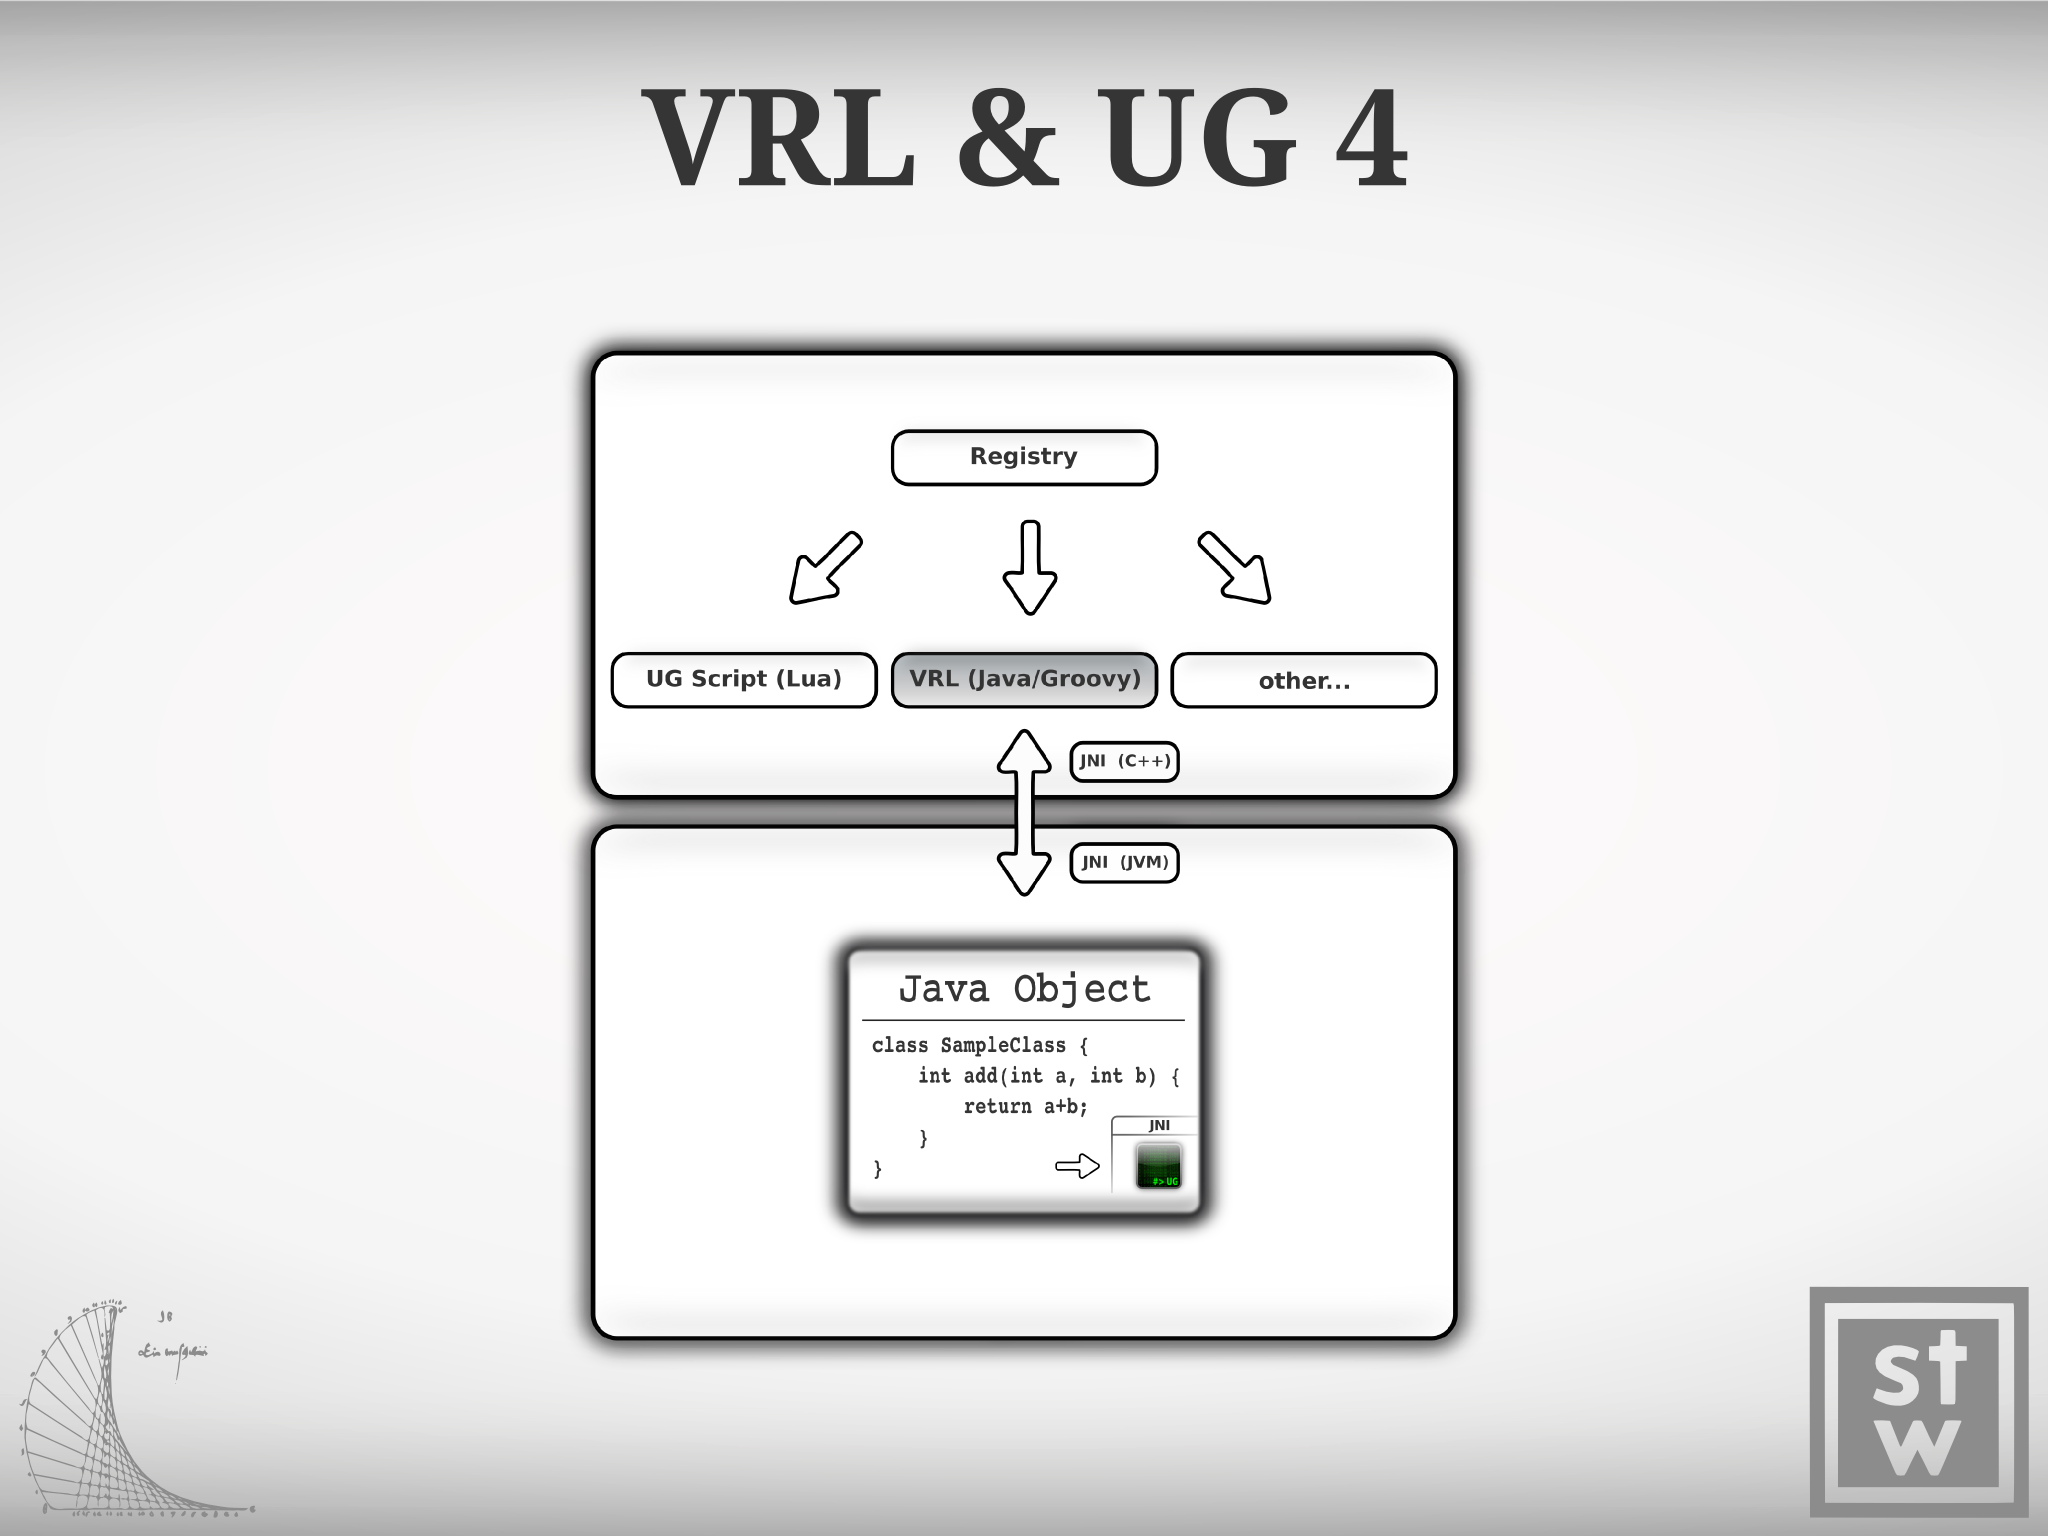 VRL & UG 4
Registry
UG Script (Lua)
VRL (Java/Groovy)
other...
JNI (C++)
JNI (JVM)
Java Object
class SampleClass {
int add(int a, int b) {
return a+b;
}
}
JNI
#> UG
st
w